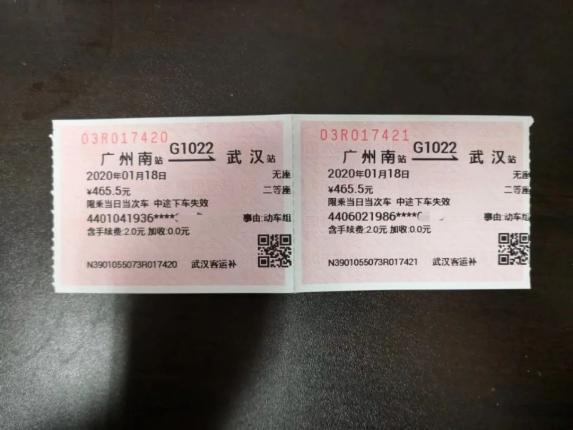 03R017420
G1022
广州南站 武汉站
2020年01月18日 无座
¥465.5元 二等座
限乘当日当次车 中途下车失效
4401041936****
事由:动车组
含手续费:2.0元 加收:0.0元
N3901055073R017420 武汉客运补
03R017421
G1022
广州南站 武汉站
2020年01月18日 无座
¥465.5元 二等座
限乘当日当次车 中途下车失效
4406021986****
事由:动车组
含手续费:2.0元 加收:0.0元
N3901055073R017421 武汉客运补